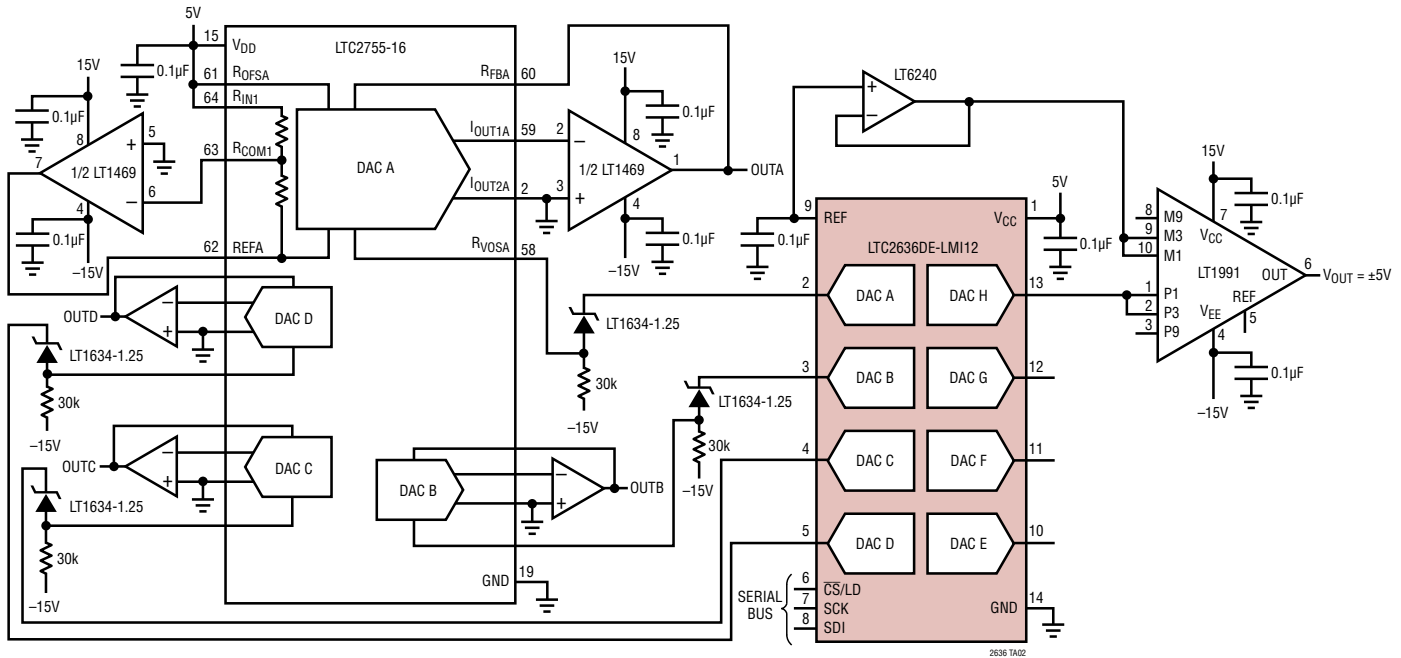 5V
15 VDD
LTC2755-16
0.1µF
61 ROFSA
64 RIN1
RFBA 60
15V
0.1µF
8
5
+
63 RCOM1
7
1/2 LT1469
6
–
4
0.1µF
–15V
62 REFA
DAC A
IOUT1A 59
IOUT2A 2
RVOSA 58
15V
0.1µF
8
2
–
1/2 LT1469
3
+
1
OUTA
4
0.1µF
–15V
OUTD
–
+
DAC D
LT1634-1.25
30k
–15V
OUTC
–
+
DAC C
LT1634-1.25
30k
–15V
DAC B
–
+
OUTB
GND 19
LT1634-1.25
30k
–15V
LT1634-1.25
30k
–15V
LT6240
+
–
0.1µF
9 REF
VCC 1
5V
0.1µF
LTC2636DE-LMI12
2 DAC A
DAC H 13
3 DAC B
DAC G 12
4 DAC C
DAC F 11
5 DAC D
DAC E 10
SERIAL BUS
6 CS/LD
7 SCK
8 SDI
GND 14
15V
0.1µF
7
VCC
8 M9
9 M3
10 M1
LT1991
OUT 6
VOUT = ±5V
1 P1
2 P3
3 P9
REF
5
VEE
4
0.1µF
–15V
2636 TA02